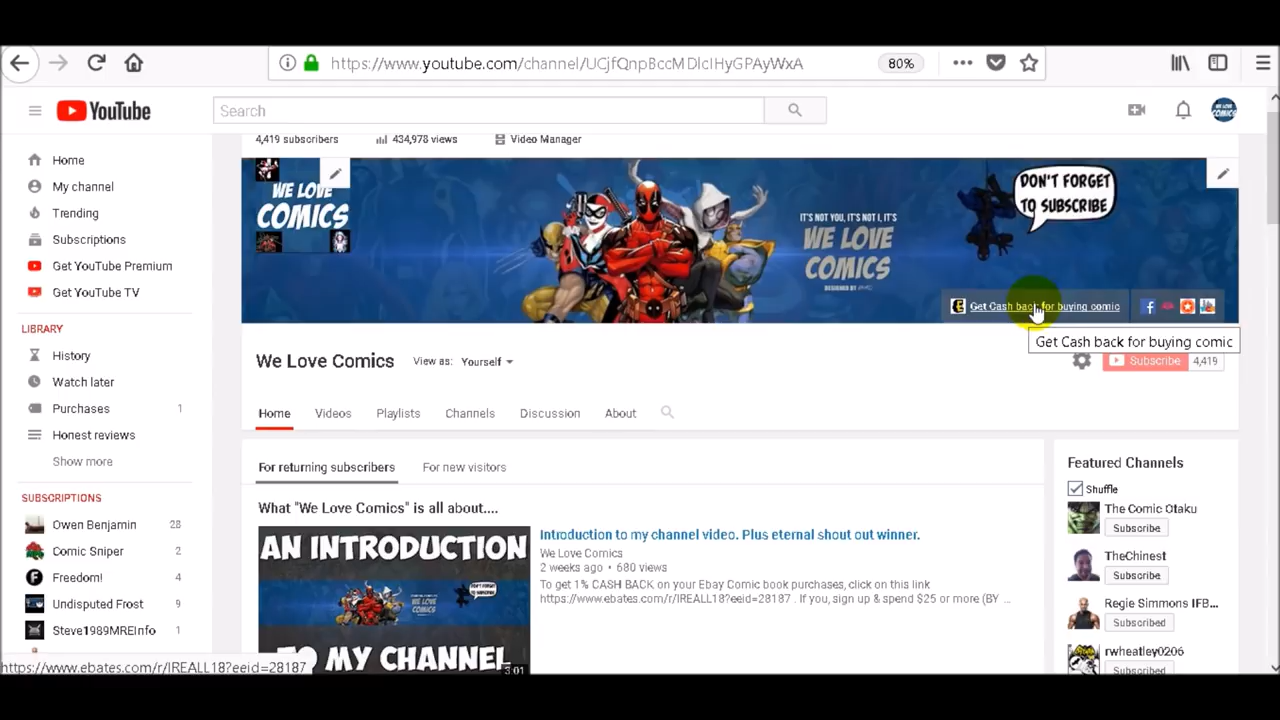 https://www.youtube.com/channel/UCjfQnpBccMDlcIHyGPAyWxA
80%
YouTube
Search
4,419 subscribers
434,978 views
Video Manager
Home
My channel
Trending
Subscriptions
Get YouTube Premium
Get YouTube TV
LIBRARY
History
Watch later
Purchases 1
Honest reviews
Show more
SUBSCRIPTIONS
Owen Benjamin 28
Comic Sniper 2
Freedom! 4
Undisputed Frost 9
Steve1989MREInfo 1
WE LOVE
COMICS
IT'S NOT YOU, IT'S NOT I, IT'S
WE LOVE
COMICS
DON'T FORGET
TO SUBSCRIBE
Get Cash back for buying comic
Get Cash back for buying comic
We Love Comics
View as: Yourself
Subscribe 4,419
Home Videos Playlists Channels Discussion About
For returning subscribers For new visitors
What "We Love Comics" is all about....
AN INTRODUCTION
WE LOVE
COMICS
TO MY CHANNEL
3:01
Introduction to my channel video. Plus eternal shout out winner.
We Love Comics
2 weeks ago • 680 views
To get 1% CASH BACK on your Ebay Comic book purchases, click on this link
https://www.ebates.com/r/IREALL18?eeid=28187 . If you, sign up & spend $25 or more (BY ...
Featured Channels
Shuffle
The Comic Otaku
Subscribe
TheChinest
Subscribe
Regie Simmons IFB...
Subscribed
rwheatley0206
Subscribed
https://www.ebates.com/r/IREALL18?eeid=28187